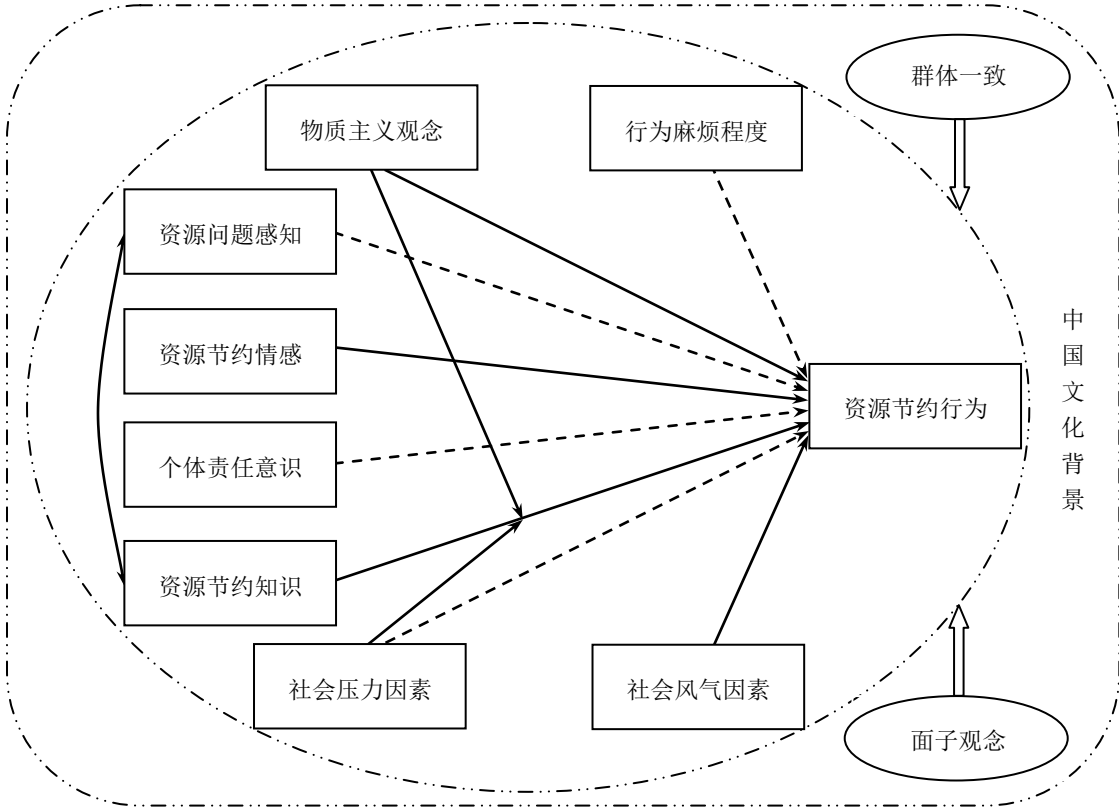 群体一致
物质主义观念
行为麻烦程度
资源问题感知
资源节约情感
资源节约行为
个体责任意识
资源节约知识
社会压力因素
社会风气因素
面子观念
中国文化背景